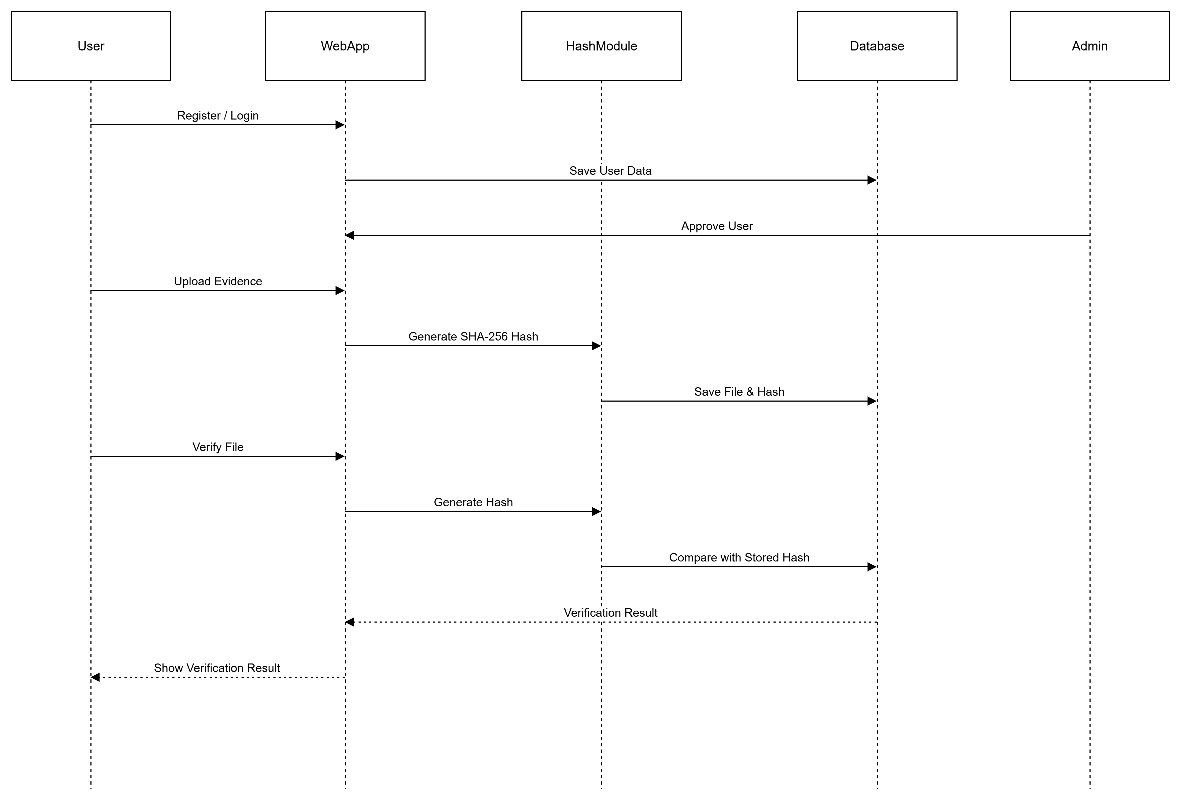 User
WebApp
HashModule
Database
Admin
Register / Login
Save User Data
Approve User
Upload Evidence
Generate SHA-256 Hash
Save File & Hash
Verify File
Generate Hash
Compare with Stored Hash
Verification Result
Show Verification Result